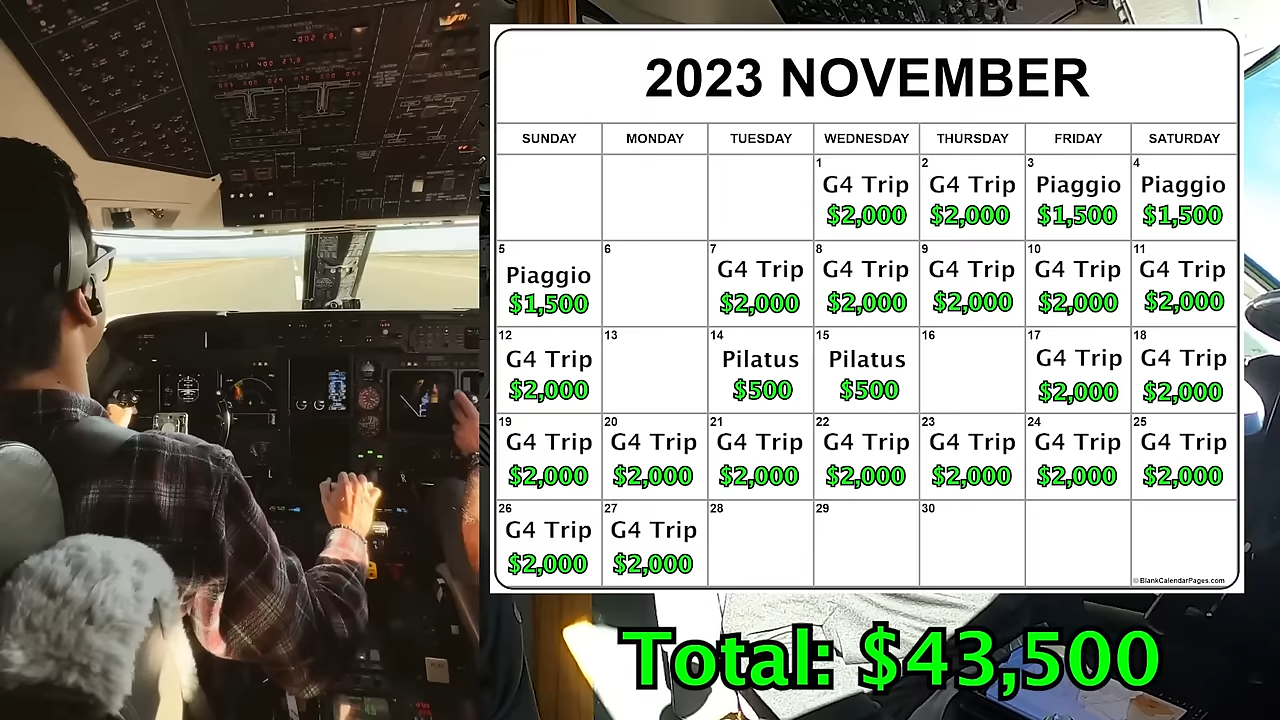 2023 NOVEMBER
SUNDAY MONDAY TUESDAY WEDNESDAY THURSDAY FRIDAY SATURDAY
1 2 3 4
G4 Trip G4 Trip Piaggio Piaggio
$2,000 $2,000 $1,500 $1,500
5 6 7 8 9 10 11
Piaggio G4 Trip G4 Trip G4 Trip G4 Trip G4 Trip
$1,500 $2,000 $2,000 $2,000 $2,000 $2,000
12 13 14 15 16 17 18
G4 Trip Pilatus Pilatus G4 Trip G4 Trip
$2,000 $500 $500 $2,000 $2,000
19 20 21 22 23 24 25
G4 Trip G4 Trip G4 Trip G4 Trip G4 Trip G4 Trip G4 Trip
$2,000 $2,000 $2,000 $2,000 $2,000 $2,000 $2,000
26 27 28 29 30
G4 Trip G4 Trip
$2,000 $2,000
© BlankCalendarPages.com
Total: $43,500